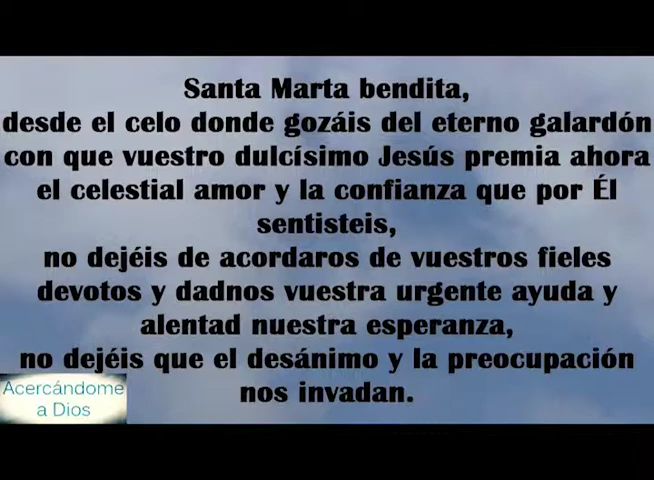 Santa Marta bendita,
desde el celo donde gozáis del eterno galardón
con que vuestro dulcísimo Jesús premia ahora
el celestial amor y la confianza que por Él
sentisteis,
no dejéis de acordaros de vuestros fieles
devotos y dadnos vuestra urgente ayuda y
alentad nuestra esperanza,
no dejéis que el desánimo y la preocupación
nos invadan.
Acercándome
a Dios